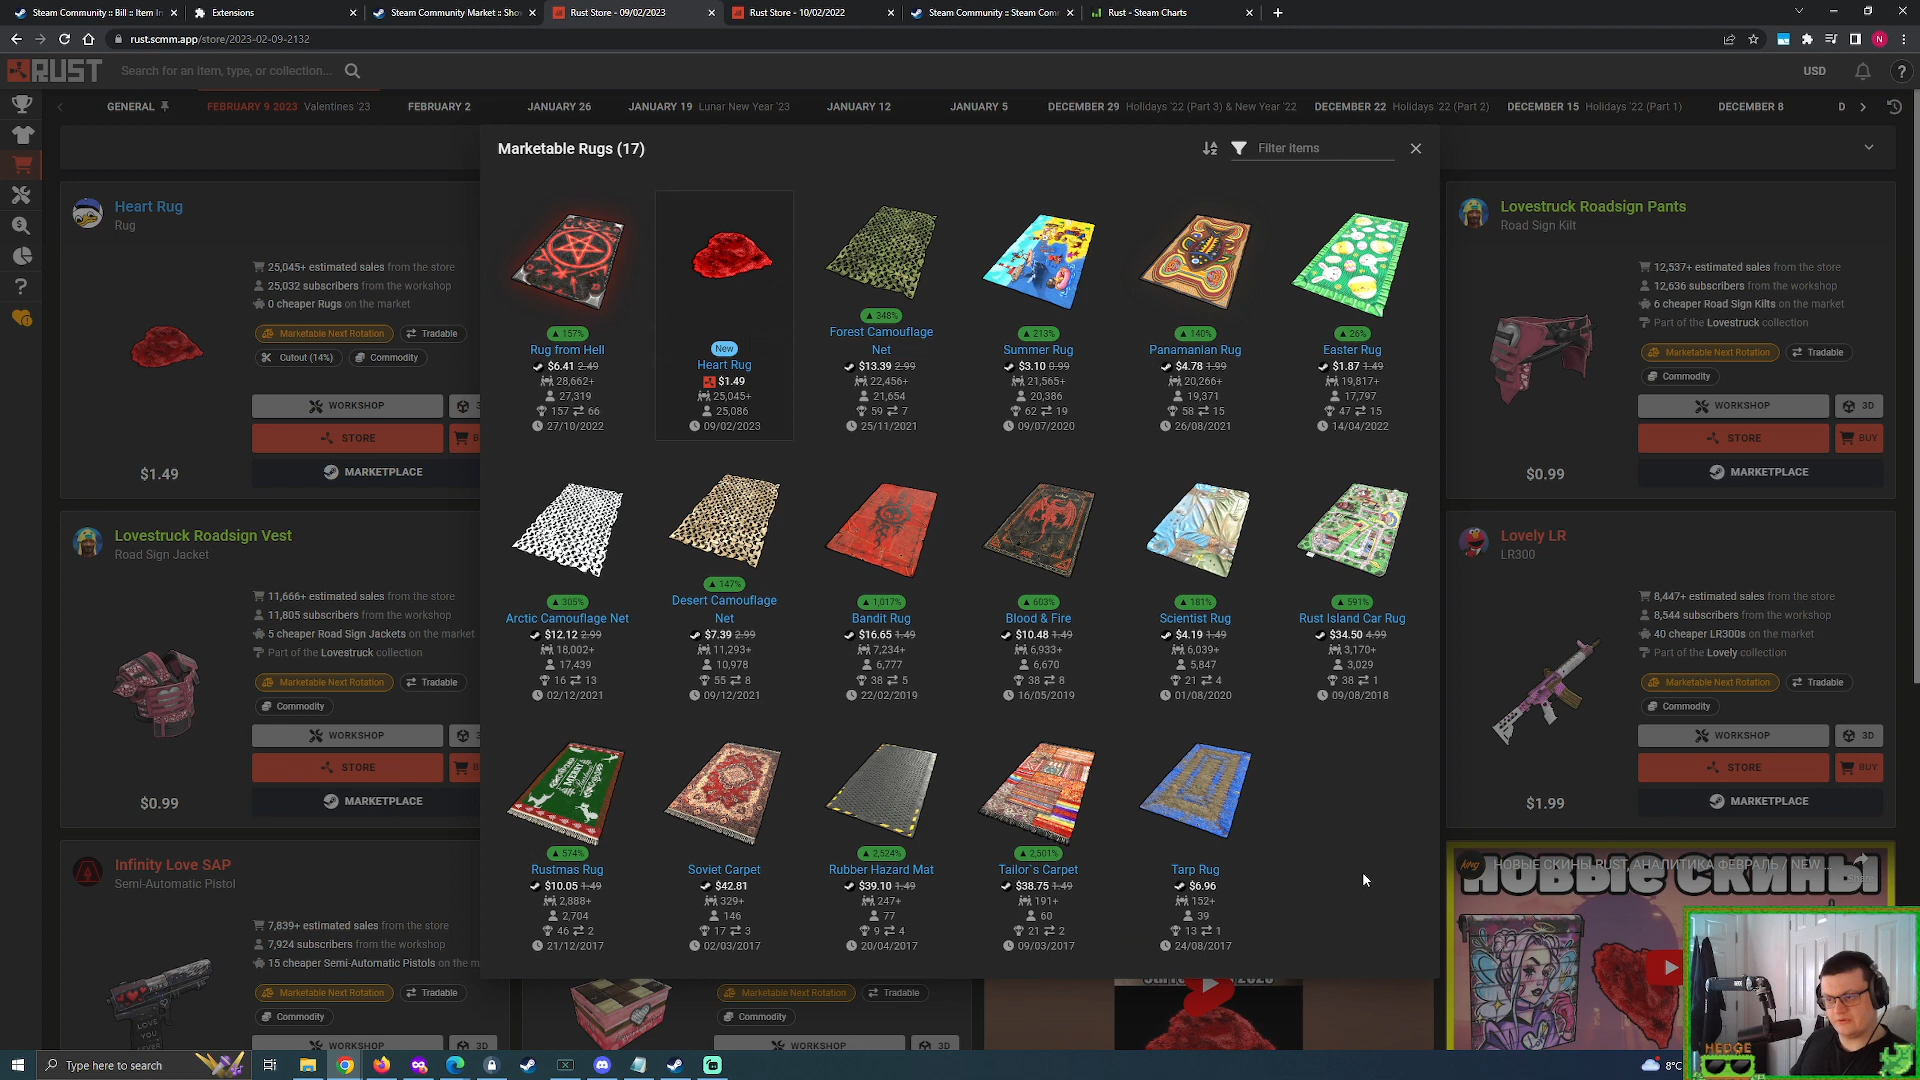 Steam Community :: Bill :: Item In
Extensions
Steam Community Market :: Show
Rust Store - 09/02/2023
Rust Store - 10/02/2022
Steam Community :: Steam Com
Rust - Steam Charts
rust.scmm.app/store/2023-02-09-2132
RUST
Search for an item, type, or collection...
USD
GENERAL
FEBRUARY 9 2023 Valentines '23
FEBRUARY 2
JANUARY 26
JANUARY 19 Lunar New Year '23
JANUARY 12
JANUARY 5
DECEMBER 29 Holidays '22 (Part 3) & New Year '22
DECEMBER 22 Holidays '22 (Part 2)
DECEMBER 15 Holidays '22 (Part 1)
DECEMBER 8
D
Marketable Rugs (17)
Filter Items
Heart Rug
Rug
25,045+ estimated sales from the store
25,032 subscribers from the workshop
0 cheaper Rugs on the market
Marketable Next Rotation
Tradable
Cutout (14%)
Commodity
WORKSHOP
3
STORE
B
$1.49
MARKETPLACE
Lovestruck Roadsign Vest
Road Sign Jacket
11,666+ estimated sales from the store
11,805 subscribers from the workshop
5 cheaper Road Sign Jackets on the market
Part of the Lovestruck collection
Marketable Next Rotation
Tradable
Commodity
WORKSHOP
3
STORE
B
$0.99
MARKETPLACE
Infinity Love SAP
Semi-Automatic Pistol
7,839+ estimated sales from the store
7,924 subscribers from the workshop
15 cheaper Semi-Automatic Pistols on the m
Marketable Next Rotation
Tradable
Commodity
WORKSHOP
3D
LOVE
YOU
157%
Rug from Hell
$6.41 2.49
28,662+
27,319
157 66
27/10/2022
New
Heart Rug
$1.49
25,045+
25,086
09/02/2023
348%
Forest Camouflage
Net
$13.39 2.99
22,456+
21,654
59 7
25/11/2021
213%
Summer Rug
$3.10 0.99
21,565+
20,386
62 19
09/07/2020
140%
Panamanian Rug
$4.78 1.99
20,266+
19,371
58 15
26/08/2021
26%
Easter Rug
$1.87 1.49
19,817+
17,797
47 15
14/04/2022
305%
Arctic Camouflage Net
$12.12 2.99
18,002+
17,439
16 13
02/12/2021
147%
Desert Camouflage
Net
$7.39 2.99
11,293+
10,978
55 8
09/12/2021
1,017%
Bandit Rug
$16.65 1.49
7,234+
6,777
38 5
22/02/2019
603%
Blood & Fire
$10.48 1.49
6,933+
6,670
38 8
16/05/2019
181%
Scientist Rug
$4.19 1.49
6,039+
5,847
21 4
01/08/2020
591%
Rust Island Car Rug
$34.50 4.99
3,170+
3,029
38 1
09/08/2018
MERRY
574%
Rustmas Rug
$10.05 1.49
2,888+
2,704
46 2
21/12/2017
Soviet Carpet
$42.81
329+
146
17 3
02/03/2017
2,524%
Rubber Hazard Mat
$39.10 1.49
247+
77
9 4
20/04/2017
2,501%
Tailor`s Carpet
$38.75 1.49
191+
60
21 2
09/03/2017
Tarp Rug
$6.96
152+
39
13 1
24/08/2017
Marketable Next Rotation
Tradable
Commodity
WORKSHOP
3D
Lovestruck Roadsign Pants
Road Sign Kilt
12,537+ estimated sales from the store
12,636 subscribers from the workshop
6 cheaper Road Sign Kilts on the market
Part of the Lovestruck collection
Marketable Next Rotation
Tradable
Commodity
WORKSHOP
3D
STORE
BUY
$0.99
MARKETPLACE
Lovely LR
LR300
8,447+ estimated sales from the store
8,544 subscribers from the workshop
40 cheaper LR300s on the market
Part of the Lovely collection
Marketable Next Rotation
Tradable
Commodity
WORKSHOP
3D
STORE
BUY
$1.99
MARKETPLACE
НОВЫЕ СКИНЫ RUST, АНАЛИТИКА ФЕВРАЛЬ / NEW ...
НОВЫЕ СКИНЫ
HEDGE
Type here to search
8°C